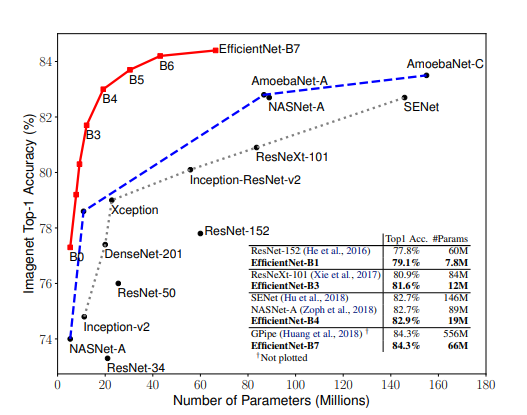 EfficientNet-B7
84
B6
AmoebaNet-C
B5
AmoebaNet-A
B4
NASNet-A
SENet
82
B3
ResNeXt-101
80
Inception-ResNet-v2
Xception
ResNet-152
78
B0
DenseNet-201
ResNet-50
76
Inception-v2
74
NASNet-A
ResNet-34
Imagenet Top-1 Accuracy (%)
Top1 Acc. #Params
ResNet-152 (He et al., 2016) 77.8% 60M
EfficientNet-B1 79.1% 7.8M
ResNeXt-101 (Xie et al., 2017) 80.9% 84M
EfficientNet-B3 81.6% 12M
SENet (Hu et al., 2018) 82.7% 146M
NASNet-A (Zoph et al., 2018) 82.7% 89M
EfficientNet-B4 82.9% 19M
GPipe (Huang et al., 2018) † 84.3% 556M
EfficientNet-B7 84.3% 66M
†Not plotted
0 20 40 60 80 100 120 140 160 180
Number of Parameters (Millions)